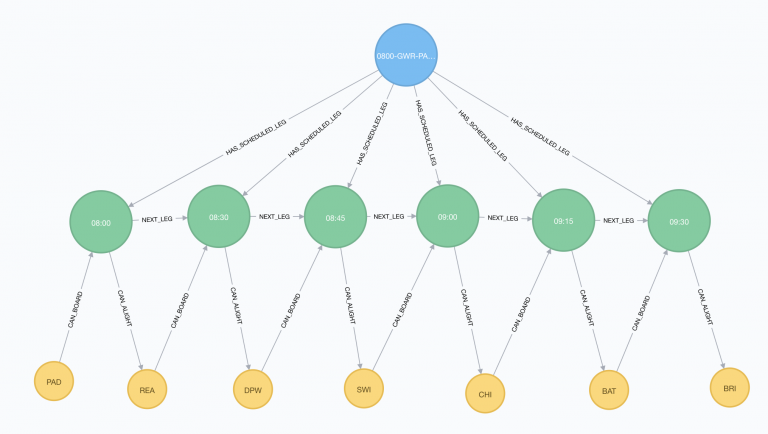 0800-GWR-PA...
HAS_SCHEDULED_LEG
HAS_SCHEDULED_LEG
HAS_SCHEDULED_LEG
HAS_SCHEDULED_LEG
HAS_SCHEDULED_LEG
HAS_SCHEDULED_LEG
08:00
NEXT_LEG
08:30
NEXT_LEG
08:45
NEXT_LEG
09:00
NEXT_LEG
09:15
NEXT_LEG
09:30
CAN_BOARD
CAN_ALIGHT
CAN_BOARD
CAN_ALIGHT
CAN_BOARD
CAN_ALIGHT
CAN_BOARD
CAN_ALIGHT
CAN_BOARD
CAN_ALIGHT
CAN_BOARD
CAN_ALIGHT
PAD
REA
DPW
SWI
CHI
BAT
BRI